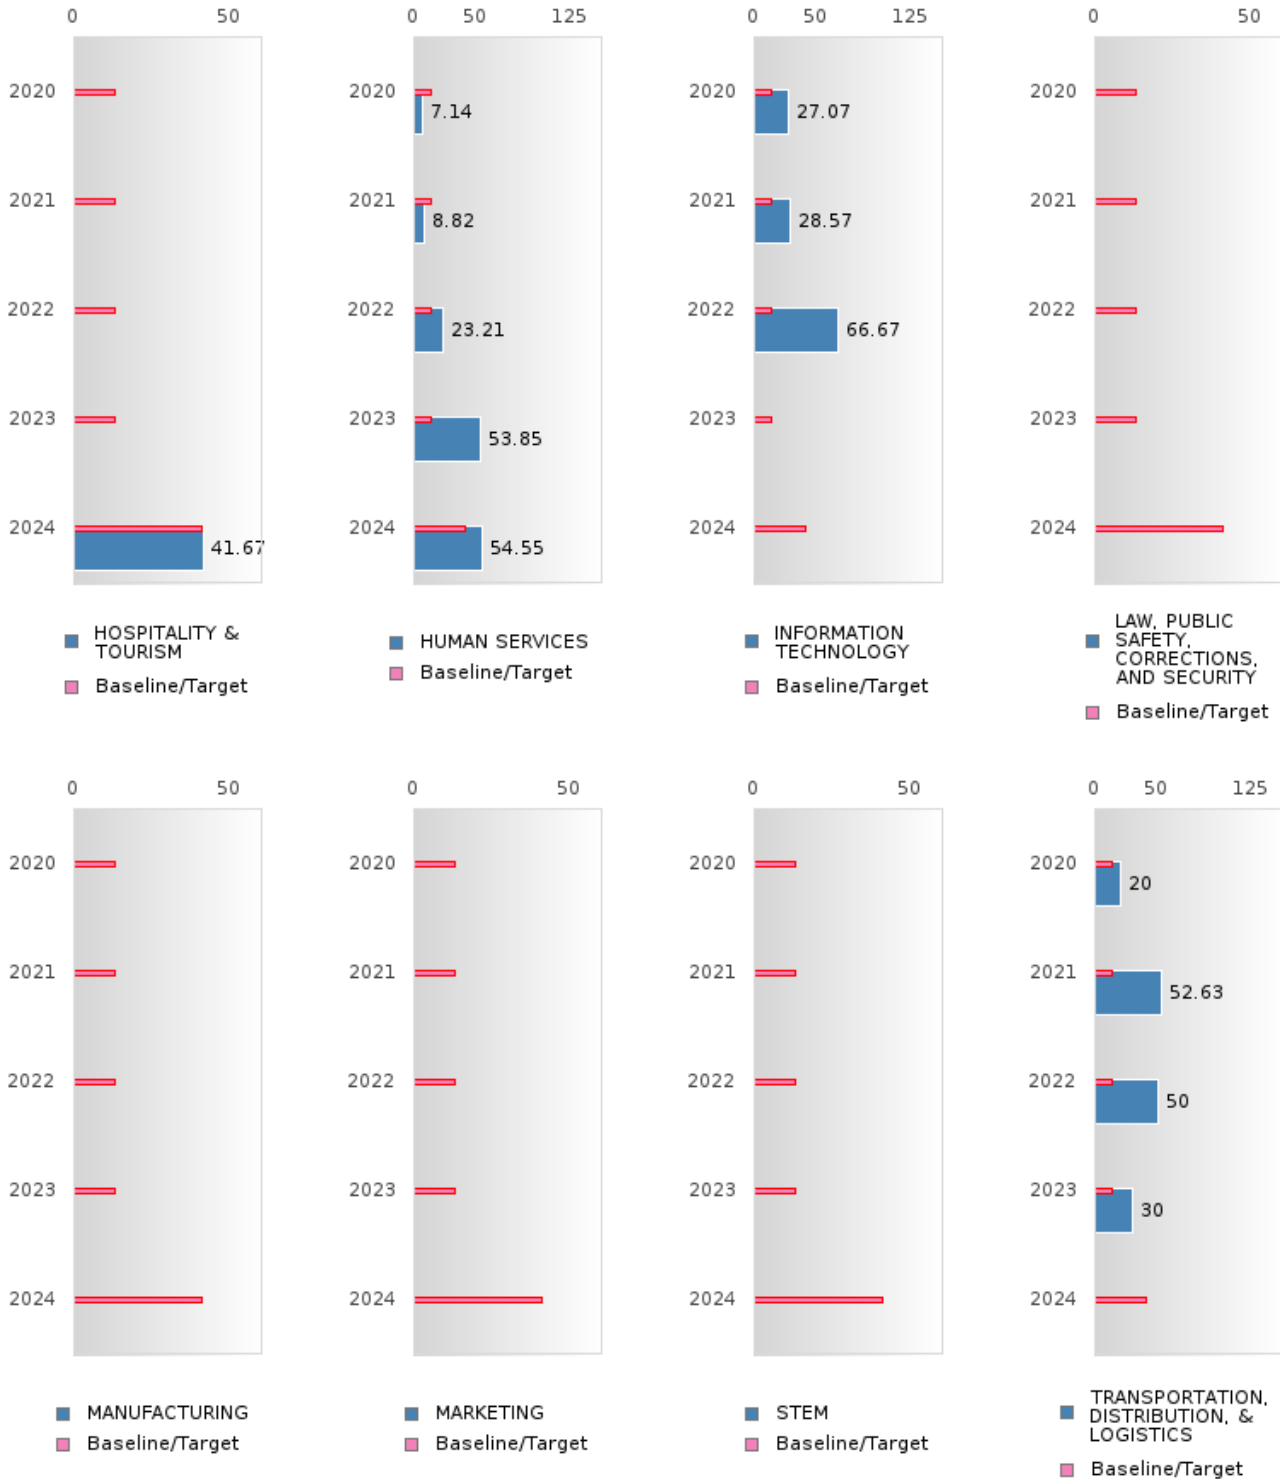 0 50
2020
2021
2022
2023
2024
41.67
HOSPITALITY &
TOURISM
Baseline/Target
0 50 125
2020
7.14
2021
8.82
2022
23.21
2023
53.85
2024
54.55
HUMAN SERVICES
Baseline/Target
0 50 125
2020
27.07
2021
28.57
2022
66.67
2023
2024
INFORMATION
TECHNOLOGY
Baseline/Target
0 50
2020
2021
2022
2023
2024
LAW, PUBLIC
SAFETY,
CORRECTIONS,
AND SECURITY
Baseline/Target
0 50
2020
2021
2022
2023
2024
MANUFACTURING
Baseline/Target
0 50
2020
2021
2022
2023
2024
MARKETING
Baseline/Target
0 50
2020
2021
2022
2023
2024
STEM
Baseline/Target
0 50 125
2020
20
2021
52.63
2022
50
2023
30
2024
TRANSPORTATION,
DISTRIBUTION, &
LOGISTICS
Baseline/Target